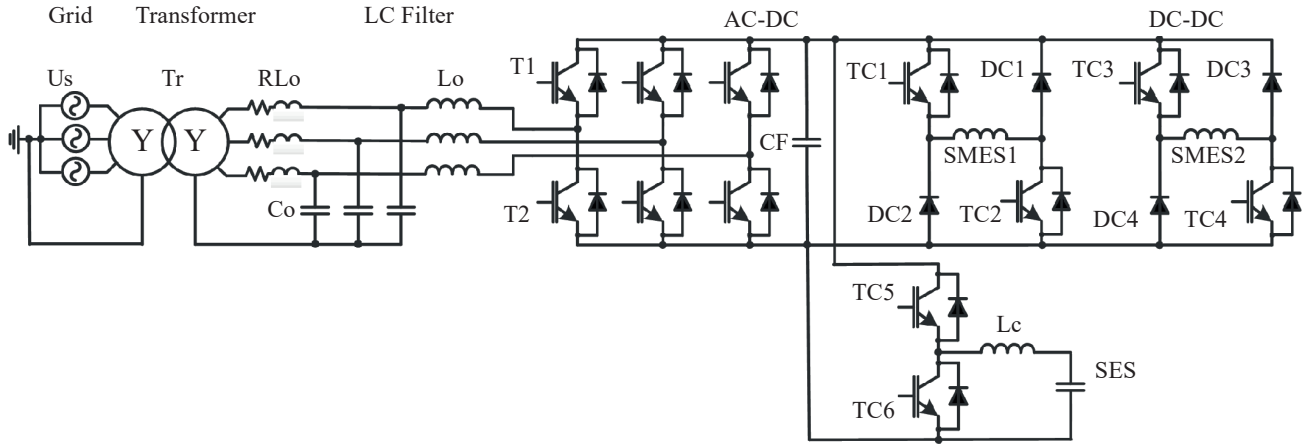 Grid Transformer LC Filter AC-DC DC-DC
Us Tr RLo Lo T1 TC1 DC1 TC3 DC3
Y Y CF SMES1 SMES2
Co T2 DC2 TC2 DC4 TC4
TC5
Lc
SES
TC6